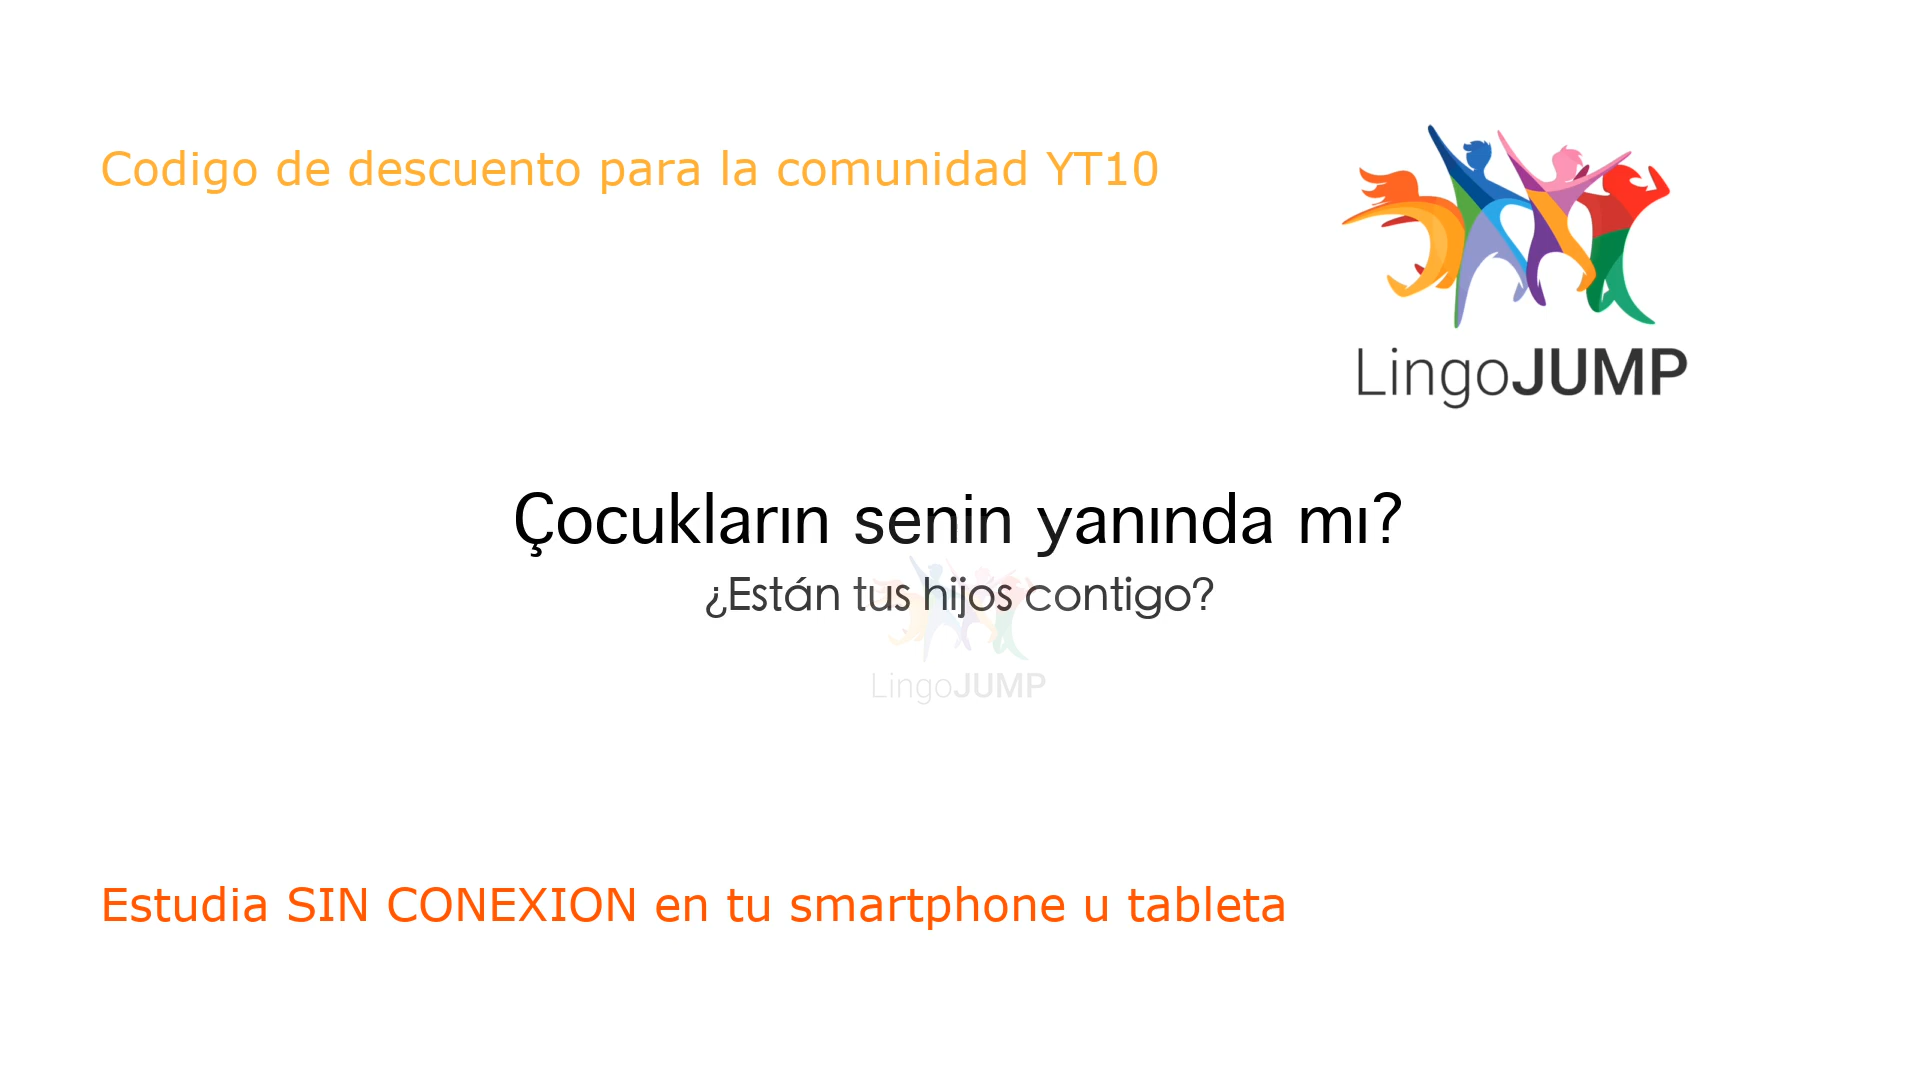 Codigo de descuento para la comunidad YT10
LingoJUMP
Çocukların senin yanında mı?
¿Están tus hijos contigo?
LingoJUMP
Estudia SIN CONEXION en tu smartphone u tableta